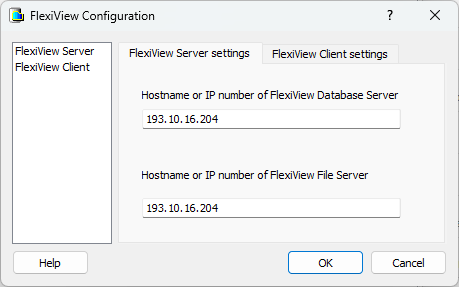 FlexiView Configuration
FlexiView Server
FlexiView Client
FlexiView Server settings
FlexiView Client settings
Hostname or IP number of FlexiView Database Server
193.10.16.204
Hostname or IP number of FlexiView File Server
193.10.16.204
Help
OK
Cancel